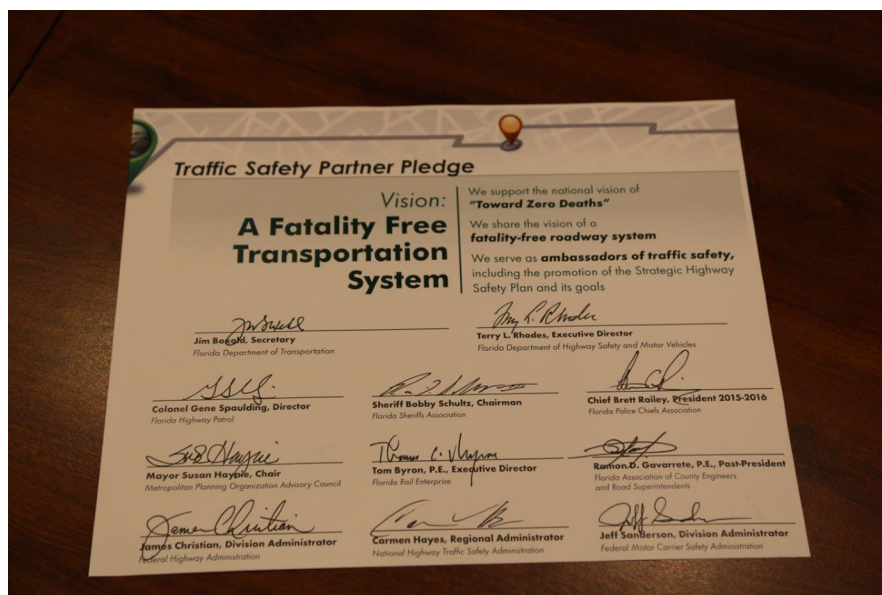 Traffic Safety Partner Pledge
Vision:
A Fatality Free
Transportation
System
We support the national vision of
"Toward Zero Deaths"
We share the vision of a
fatality-free roadway system
We serve as ambassadors of traffic safety,
including the promotion of the Strategic Highway
Safety Plan and its goals
Jim Boxold, Secretary
Florida Department of Transportation
Terry L. Rhodes, Executive Director
Florida Department of Highway Safety and Motor Vehicles
Colonel Gene Spaulding, Director
Florida Highway Patrol
Sheriff Bobby Schultz, Chairman
Florida Sheriffs Association
Chief Brett Railey, President 2015-2016
Florida Police Chiefs Association
Mayor Susan Haynie, Chair
Metropolitan Planning Organization Advisory Council
Tom Byron, P.E., Executive Director
Florida Rail Enterprise
Ramon D. Gavarrete, P.E., Past-President
Florida Association of County Engineers
and Road Superintendents
James Christian, Division Administrator
Federal Highway Administration
Carmen Hayes, Regional Administrator
National Highway Traffic Safety Administration
Jeff Sanderson, Division Administrator
Federal Motor Carrier Safety Administration